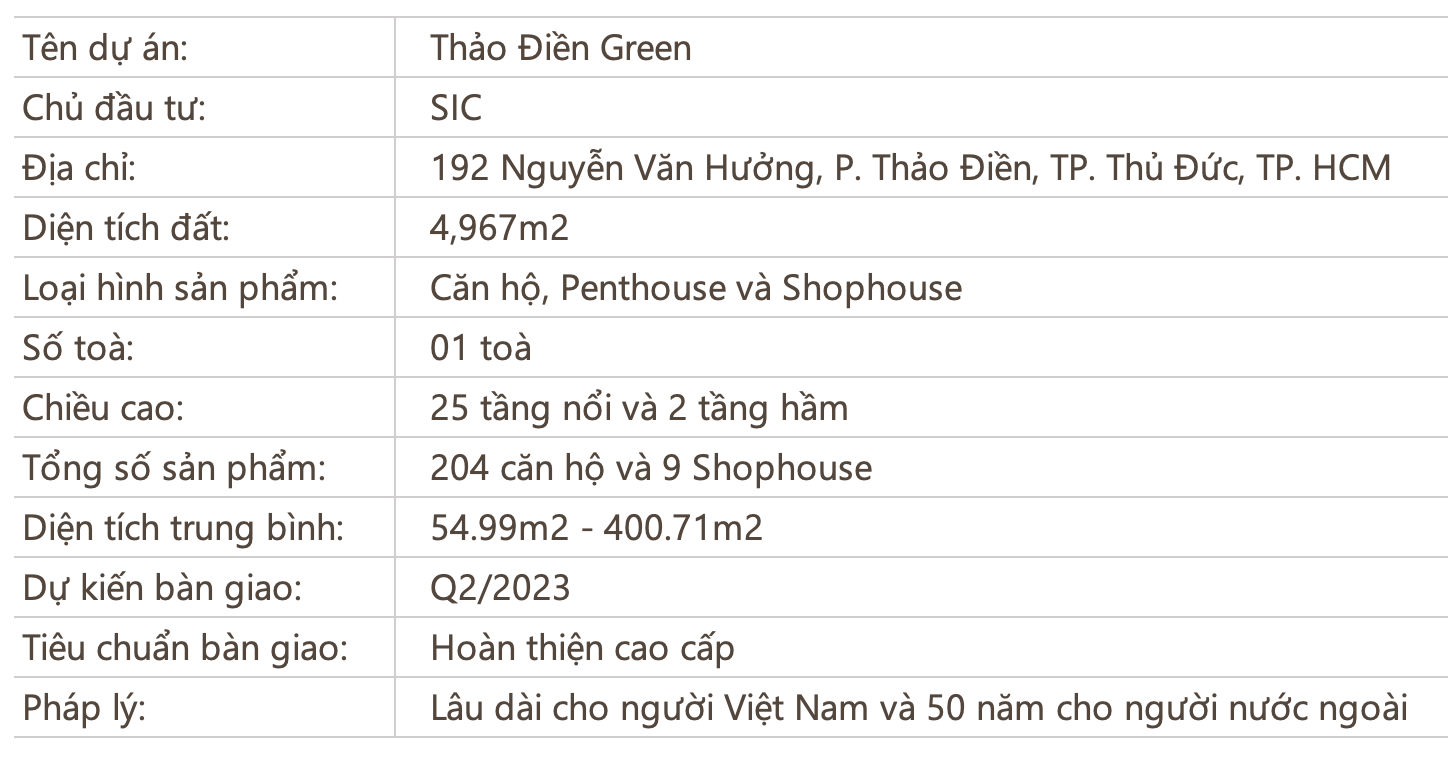 Tên dự án: Thảo Điền Green
Chủ đầu tư: SIC
Địa chỉ: 192 Nguyễn Văn Hưởng, P. Thảo Điền, TP. Thủ Đức, TP. HCM
Diện tích đất: 4,967m2
Loại hình sản phẩm: Căn hộ, Penthouse và Shophouse
Số toà: 01 toà
Chiều cao: 25 tầng nổi và 2 tầng hầm
Tổng số sản phẩm: 204 căn hộ và 9 Shophouse
Diện tích trung bình: 54.99m2 - 400.71m2
Dự kiến bàn giao: Q2/2023
Tiêu chuẩn bàn giao: Hoàn thiện cao cấp
Pháp lý: Lâu dài cho người Việt Nam và 50 năm cho người nước ngoài